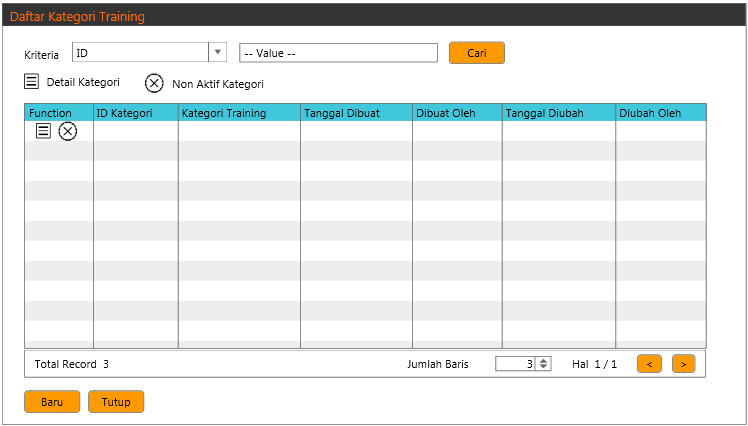 Daftar Kategori Training
Kriteria ID -- Value -- Cari
Detail Kategori Non Aktif Kategori
Function ID Kategori Kategori Training Tanggal Dibuat Dibuat Oleh Tanggal Diubah Diubah Oleh
Total Record 3 Jumlah Baris 3 Hal 1 / 1 < >
Baru Tutup